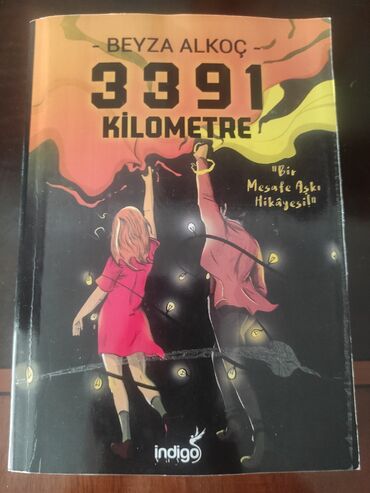 - BEYZA ALKOÇ -
3391
KİLOMETRE
"Bir
Mesafe Aşkı
Hikâyesi!"
indigo